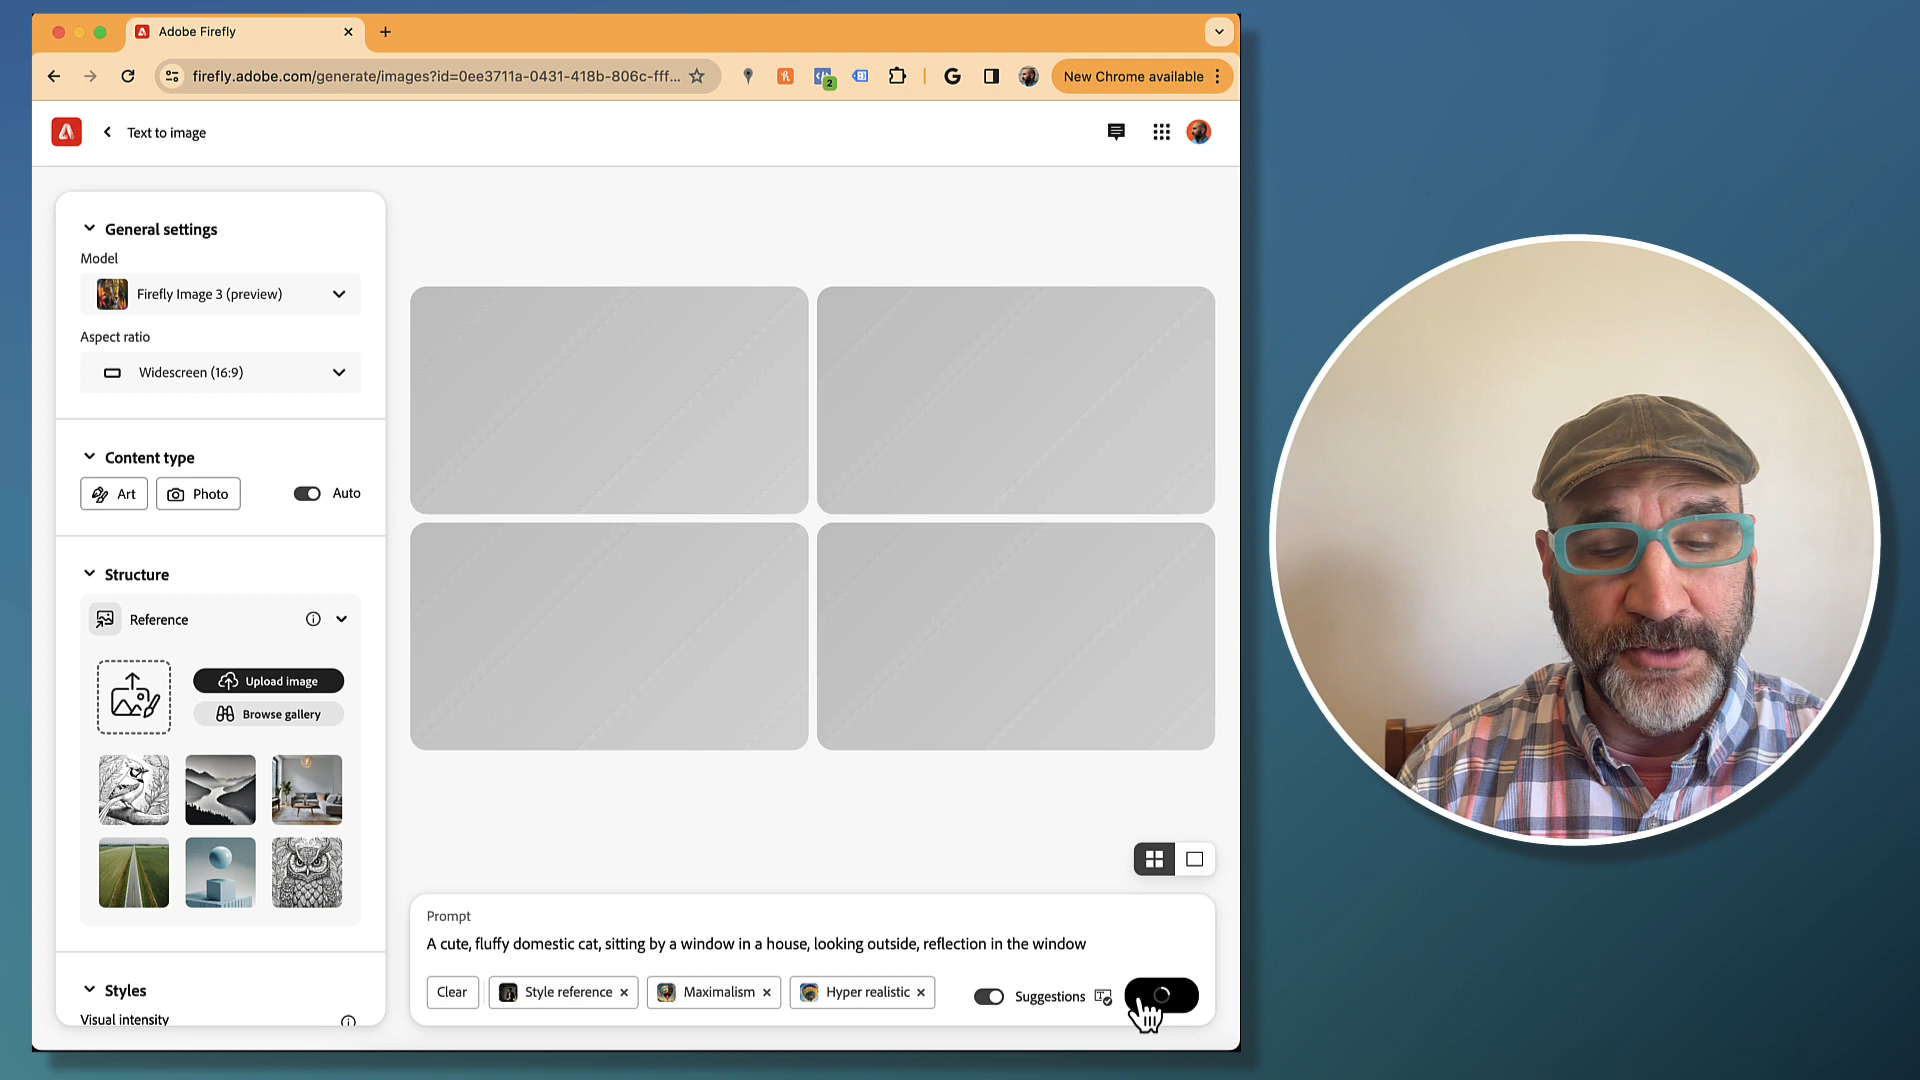 Adobe Firefly
firefly.adobe.com/generate/images?id=0ee3711a-0431-418b-806c-fff...
2
New Chrome available
Text to image
General settings
Model
Firefly Image 3 (preview)
Aspect ratio
Widescreen (16:9)
Content type
Art
Photo
Auto
Structure
Reference
Upload image
Browse gallery
Styles
Visual intensity
Prompt
A cute, fluffy domestic cat, sitting by a window in a house, looking outside, reflection in the window
Clear
Style reference
Maximalism
Hyper realistic
Suggestions